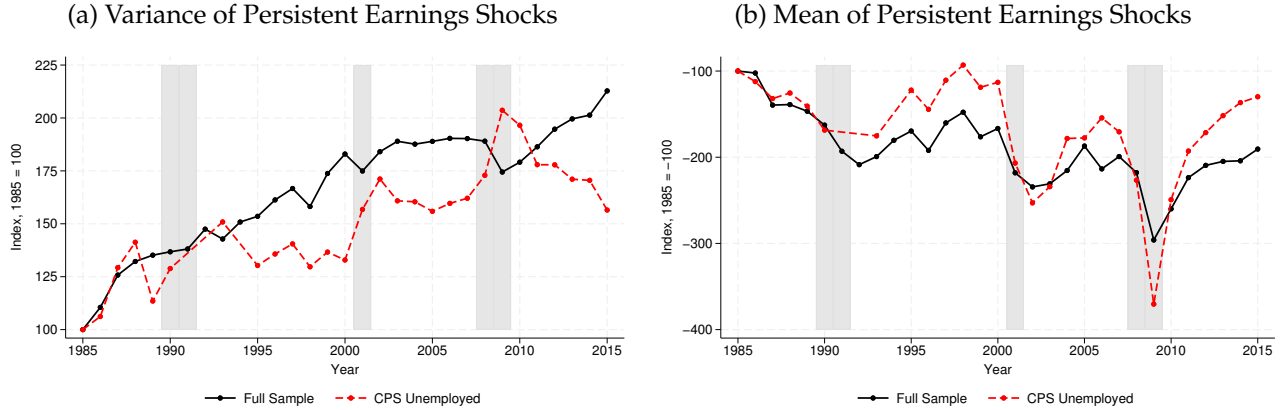 (a) Variance of Persistent Earnings Shocks
225
200
175
150
125
100
Index, 1985 = 100
1985 1990 1995 2000 2005 2010 2015
Year
Full Sample CPS Unemployed
(b) Mean of Persistent Earnings Shocks
−100
−200
−300
−400
Index, 1985 = −100
1985 1990 1995 2000 2005 2010 2015
Year
Full Sample CPS Unemployed